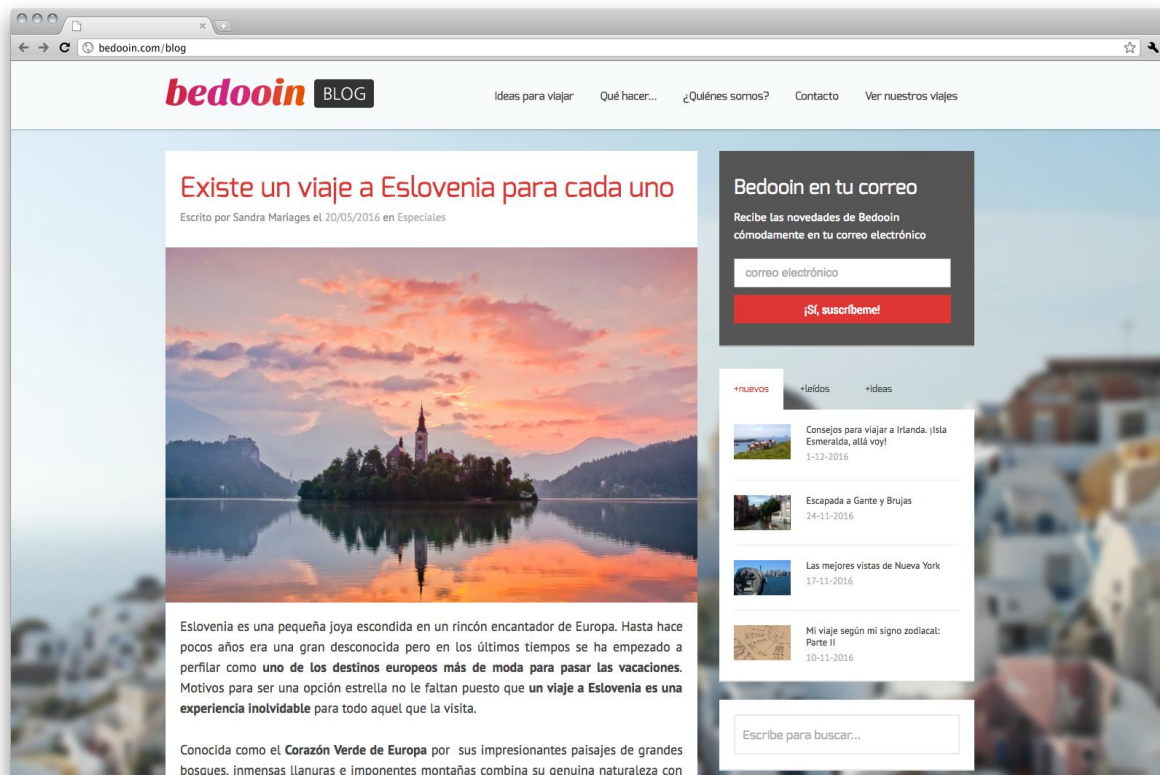 bedooin.com/blog
bedooin BLOG
Ideas para viajar Qué hacer... ¿Quiénes somos? Contacto Ver nuestros viajes
Existe un viaje a Eslovenia para cada uno
Escrito por Sandra Mariages el 20/05/2016 en Especiales
Eslovenia es una pequeña joya escondida en un rincón encantador de Europa. Hasta hace
pocos años era una gran desconocida pero en los últimos tiempos se ha empezado a
perfilar como uno de los destinos europeos más de moda para pasar las vacaciones.
Motivos para ser una opción estrella no le faltan puesto que un viaje a Eslovenia es una
experiencia inolvidable para todo aquel que la visita.
Conocida como el Corazón Verde de Europa por sus impresionantes paisajes de grandes
bosques, inmensas llanuras e imponentes montañas combina su genuina naturaleza con
Bedooin en tu correo
Recibe las novedades de Bedooin
cómodamente en tu correo electrónico
correo electrónico
¡Sí, suscríbeme!
+nuevos +leídos +ideas
Consejos para viajar a Irlanda. ¡Isla
Esmeralda, allá voy!
1-12-2016
Escapada a Gante y Brujas
24-11-2016
Las mejores vistas de Nueva York
17-11-2016
Mi viaje según mi signo zodiacal:
Parte II
10-11-2016
Escribe para buscar...